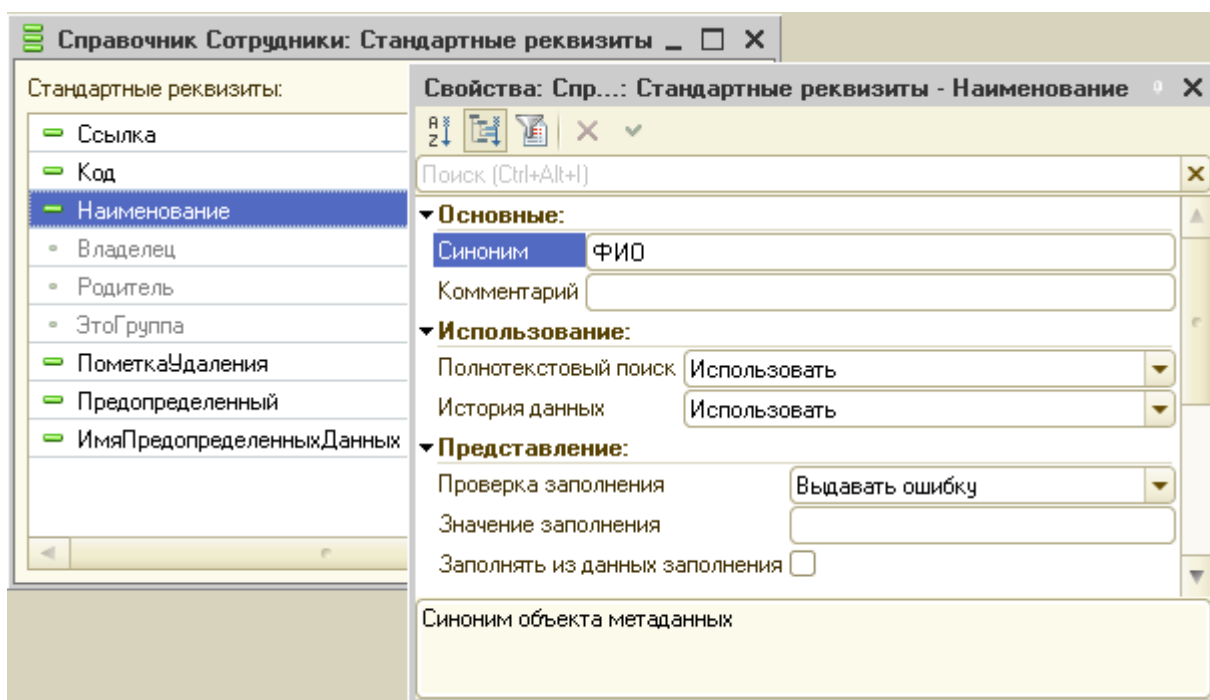 Справочник Сотрудники: Стандартные реквизиты
Стандартные реквизиты:
Ссылка
Код
Наименование
Владелец
Родитель
ЭтоГруппа
ПометкаУдаления
Предопределенный
ИмяПредопределенныхДанных
Свойства: Спр...: Стандартные реквизиты - Наименование
Поиск (Ctrl+Alt+I)
Основные:
Синоним ФИО
Комментарий
Использование:
Полнотекстовый поиск Использовать
История данных Использовать
Представление:
Проверка заполнения Выдавать ошибку
Значение заполнения
Заполнять из данных заполнения
Синоним объекта метаданных